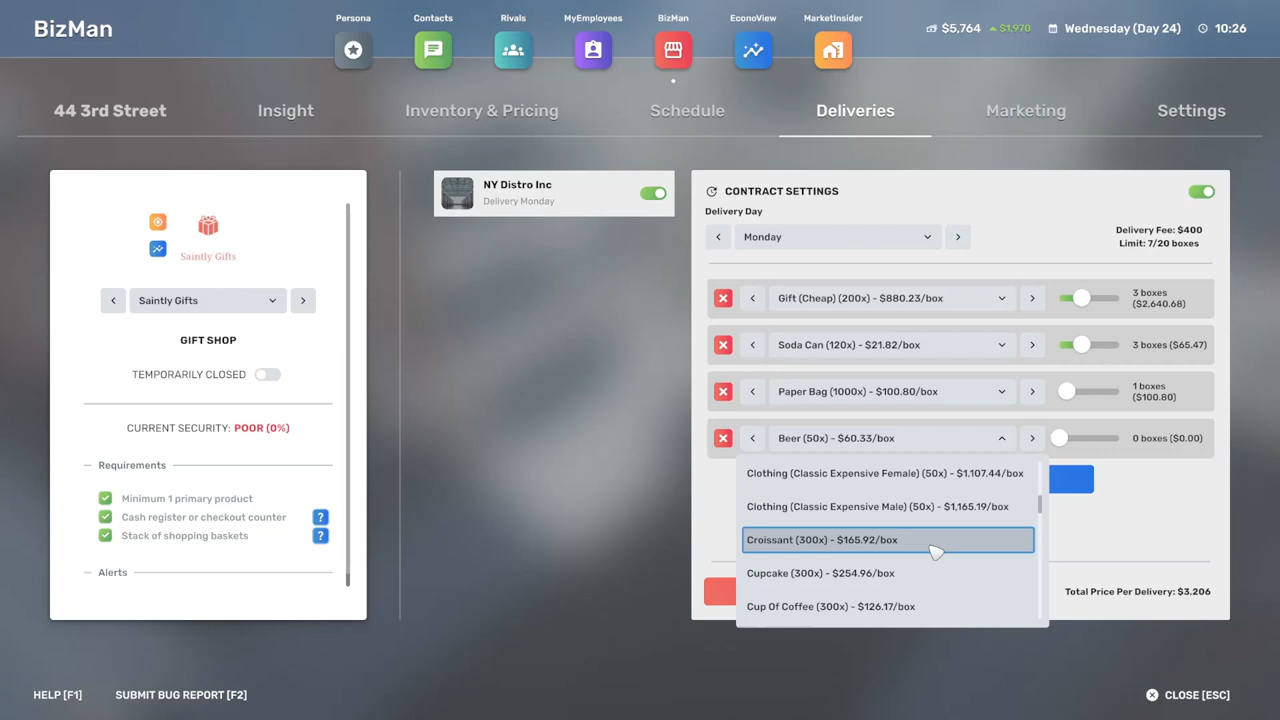 BizMan
Persona
Contacts
Rivals
MyEmployees
BizMan
EconoView
MarketInsider
$5,764
$1,970
Wednesday (Day 24)
10:26
44 3rd Street
Insight
Inventory & Pricing
Schedule
Deliveries
Marketing
Settings
Saintly Gifts
Saintly Gifts
GIFT SHOP
TEMPORARILY CLOSED
CURRENT SECURITY: POOR (0%)
Requirements
Minimum 1 primary product
Cash register or checkout counter
?
Stack of shopping baskets
?
Alerts
NY Distro Inc
Delivery Monday
CONTRACT SETTINGS
Delivery Day
Monday
Delivery Fee: $400
Limit: 7/20 boxes
Gift (Cheap) (200x) - $880.23/box
3 boxes
($2,640.68)
Soda Can (120x) - $21.82/box
3 boxes ($65.47)
Paper Bag (1000x) - $100.80/box
1 boxes
($100.80)
Beer (50x) - $60.33/box
0 boxes ($0.00)
Clothing (Classic Expensive Female) (50x) - $1,107.44/box
Clothing (Classic Expensive Male) (50x) - $1,165.19/box
Croissant (300x) - $165.92/box
Cupcake (300x) - $254.96/box
Cup Of Coffee (300x) - $126.17/box
Total Price Per Delivery: $3,206
HELP [F1]
SUBMIT BUG REPORT [F2]
CLOSE [ESC]